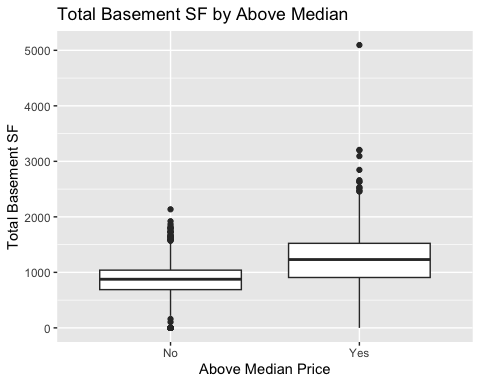 Total Basement SF by Above Median
Total Basement SF
5000
4000
3000
2000
1000
0
No
Yes
Above Median Price